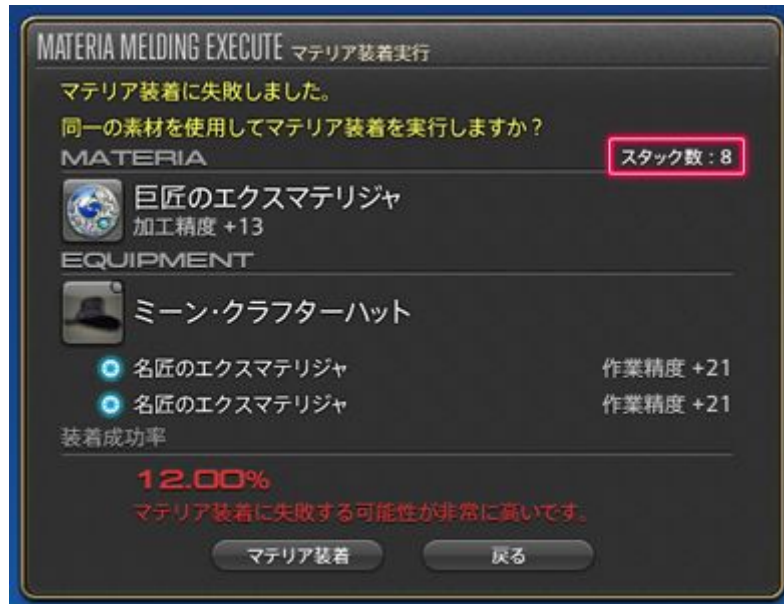 MATERIA MELDING EXECUTE マテリア装着実行
マテリア装着に失敗しました。
同一の素材を使用してマテリア装着を実行しますか？
MATERIA スタック数：8
巨匠のエクスマテリジャ
加工精度 +13
EQUIPMENT
ミーン・クラフターハット
名匠のエクスマテリジャ 作業精度 +21
名匠のエクスマテリジャ 作業精度 +21
装着成功率
12.00%
マテリア装着に失敗する可能性が非常に高いです。
マテリア装着 戻る